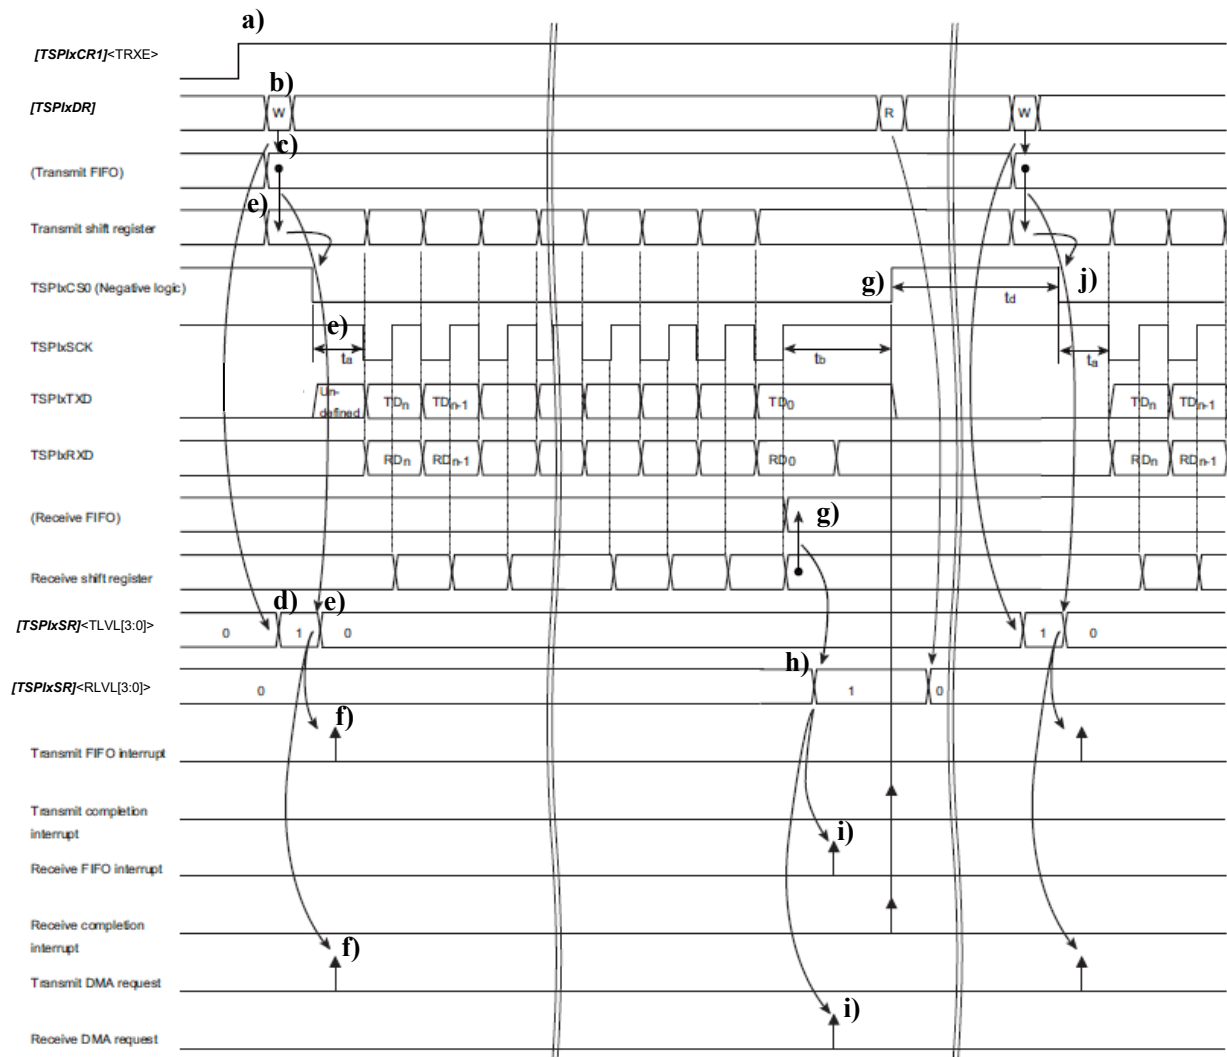 a)
[TSPIxCR1]<TRXE>
b)
[TSPIxDR]
W
R
W
c)
(Transmit FIFO)
e)
Transmit shift register
g)
j)
TSPIxCS0 (Negative logic)
td
e)
TSPIxSCK
ta
tb
ta
TSPIxTXD
Un-
defined
TDn
TDn-1
TD0
TDn
TDn-1
TSPIxRXD
RDn
RDn-1
RD0
RDn
RDn-1
(Receive FIFO)
g)
Receive shift register
d)
e)
[TSPIxSR]<TLVL[3:0]>
0
1
0
1
0
h)
[TSPIxSR]<RLVL[3:0]>
0
1
0
f)
Transmit FIFO interrupt
Transmit completion
interrupt
i)
Receive FIFO interrupt
Receive completion
interrupt
f)
Transmit DMA request
i)
Receive DMA request